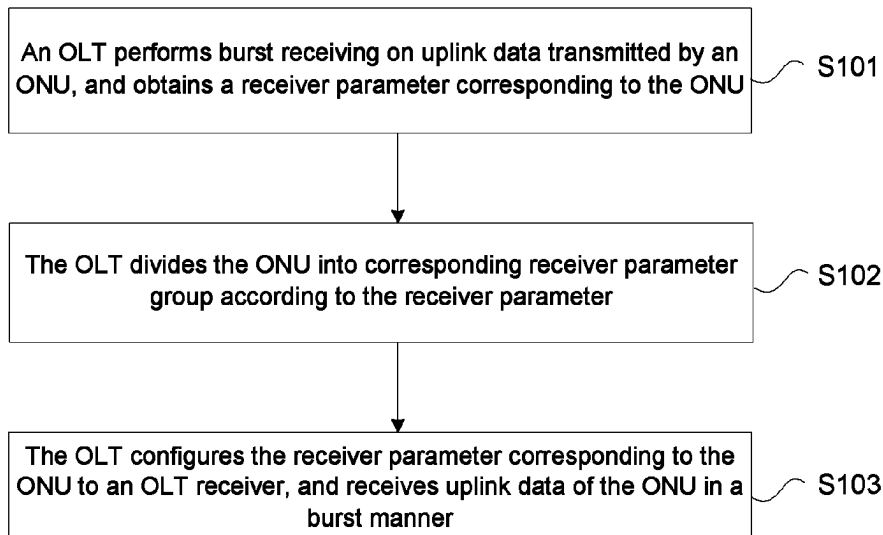 An OLT performs burst receiving on uplink data transmitted by an
ONU, and obtains a receiver parameter corresponding to the ONU
S101
The OLT divides the ONU into corresponding receiver parameter
group according to the receiver parameter
S102
The OLT configures the receiver parameter corresponding to the
ONU to an OLT receiver, and receives uplink data of the ONU in a
burst manner
S103